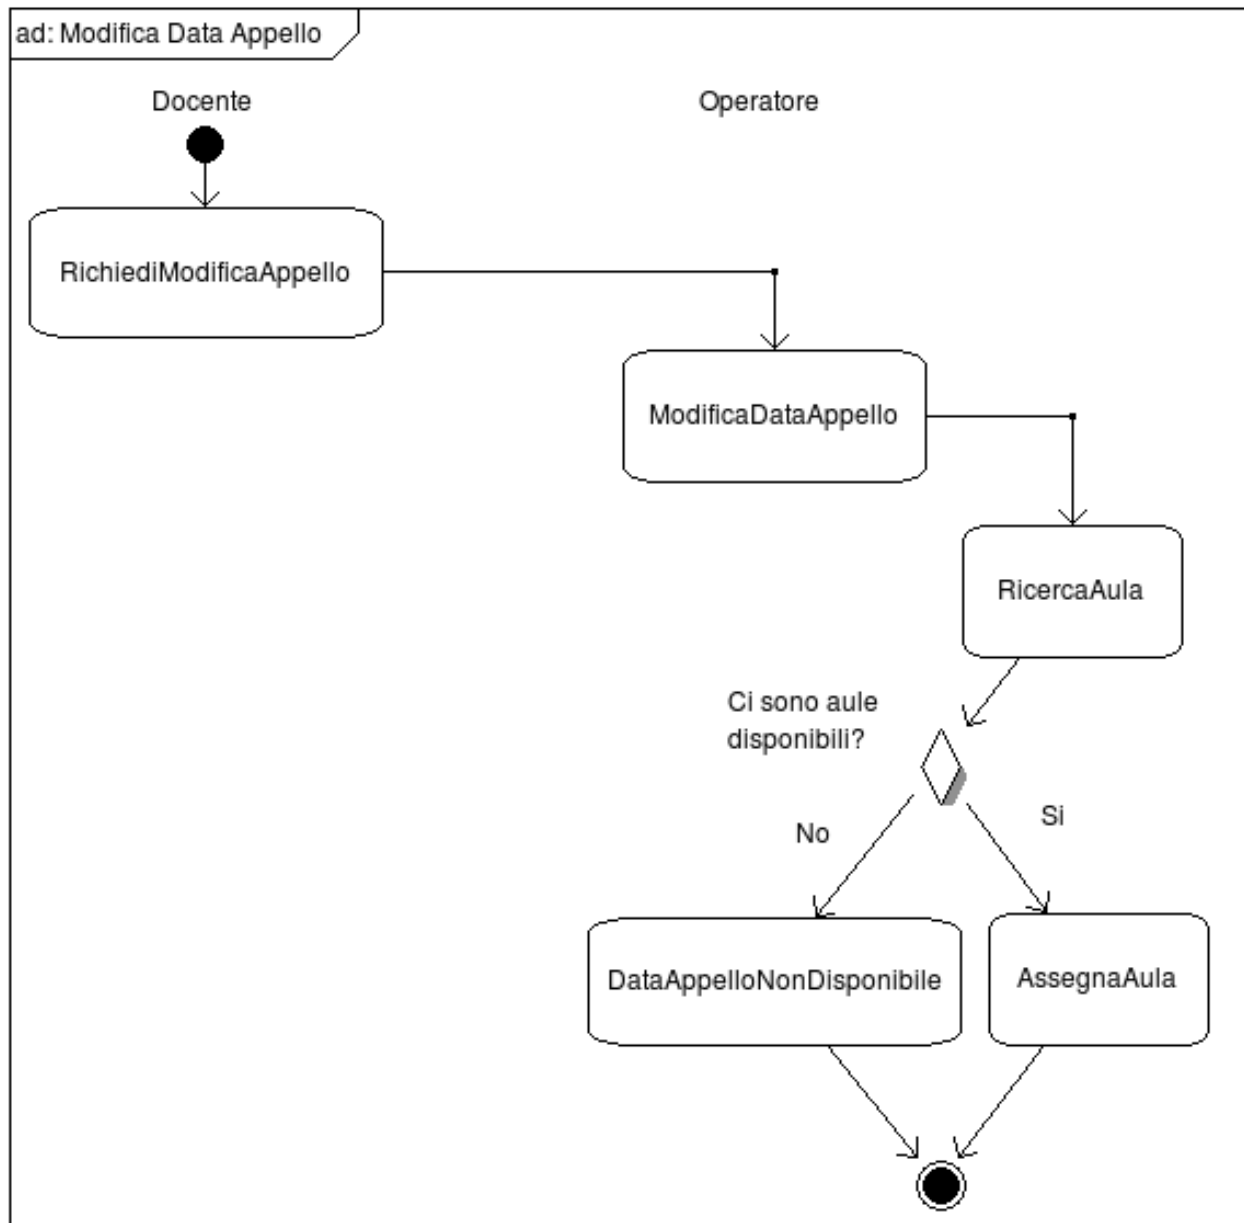 ad: Modifica Data Appello
Docente
Operatore
RichiediModificaAppello
ModificaDataAppello
RicercaAula
Ci sono aule
disponibili?
No
Si
DataAppelloNonDisponibile
AssegnaAula